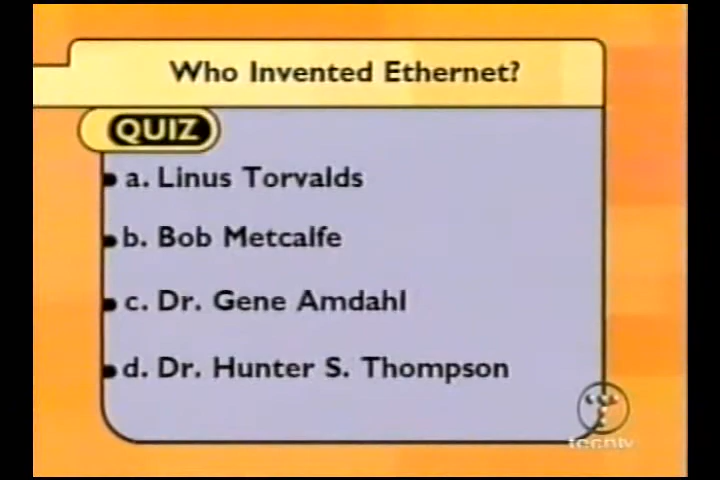 Who Invented Ethernet?
QUIZ
a. Linus Torvalds
b. Bob Metcalfe
c. Dr. Gene Amdahl
d. Dr. Hunter S. Thompson
techtv